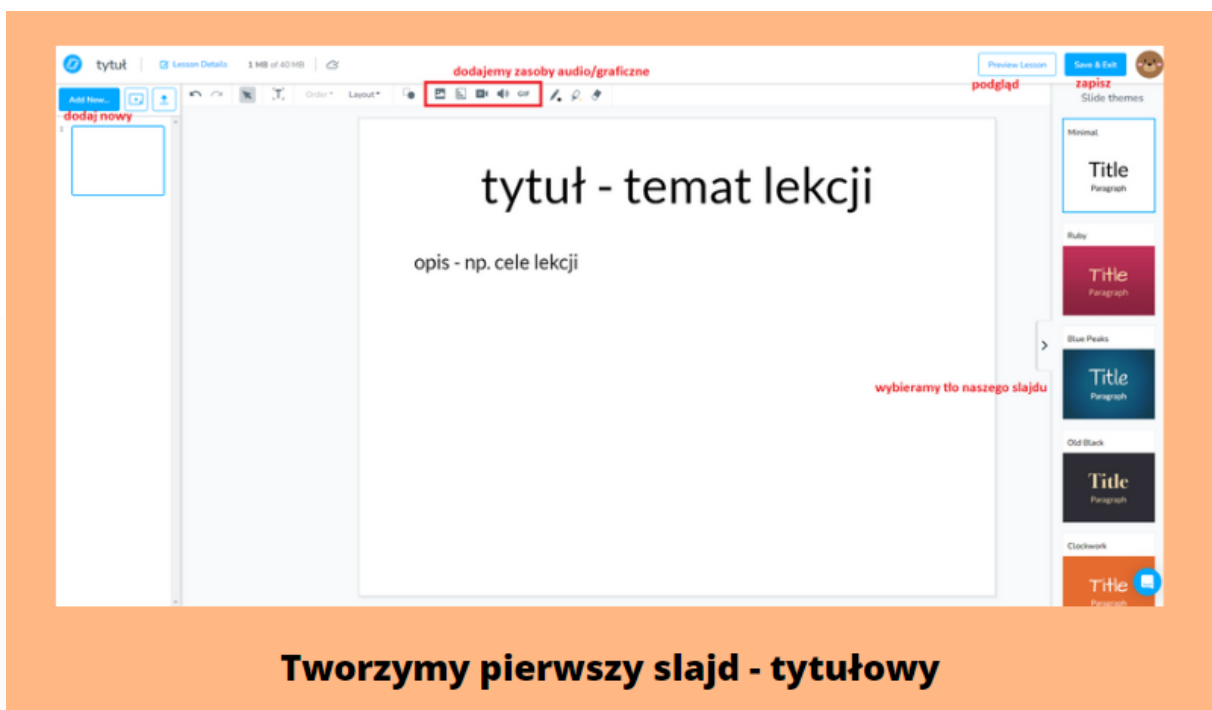 tytuł
Lesson Details
1 MB of 40 MB
Preview Lesson
Save & Exit
dodajemy zasoby audio/graficzne
podgląd
zapisz
Add New...
Order
Layout
GIF
Slide themes
dodaj nowy
1
Minimal
Title
Paragraph
tytuł - temat lekcji
opis - np. cele lekcji
Ruby
Title
Paragraph
Blue Peaks
Title
Paragraph
wybieramy tło naszego slajdu
Old Black
Title
Paragraph
Clockwork
Title
Paragraph
Tworzymy pierwszy slajd - tytułowy